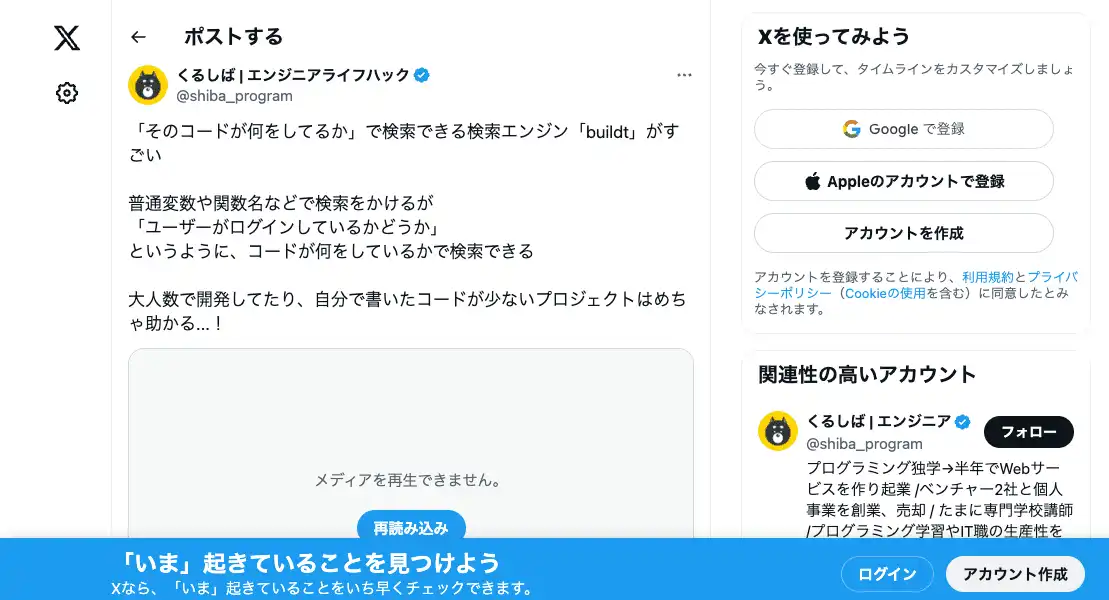 ポストする
くるしば | エンジニアライフハック
@shiba_program
「そのコードが何をしてるか」で検索できる検索エンジン「buildt」がす
ごい
普通変数や関数名などで検索をかけるが
「ユーザーがログインしているかどうか」
というように、コードが何をしているかで検索できる
大人数で開発してたり、自分で書いたコードが少ないプロジェクトはめち
ゃ助かる...！
メディアを再生できません。
再読み込み
Xを使ってみよう
今すぐ登録して、タイムラインをカスタマイズしましょ
う。
Google で登録
Appleのアカウントで登録
アカウントを作成
アカウントを登録することにより、利用規約とプライバ
シーポリシー（Cookieの使用を含む）に同意したとみ
なされます。
関連性の高いアカウント
くるしば | エンジニア
@shiba_program
フォロー
プログラミング独学→半年でWebサー
ビスを作り起業 /ベンチャー2社と個人
事業を創業、売却 / たまに専門学校講師
/プログラミング学習やIT職の生産性を
「いま」起きていることを見つけよう
Xなら、「いま」起きていることをいち早くチェックできます。
ログイン
アカウント作成